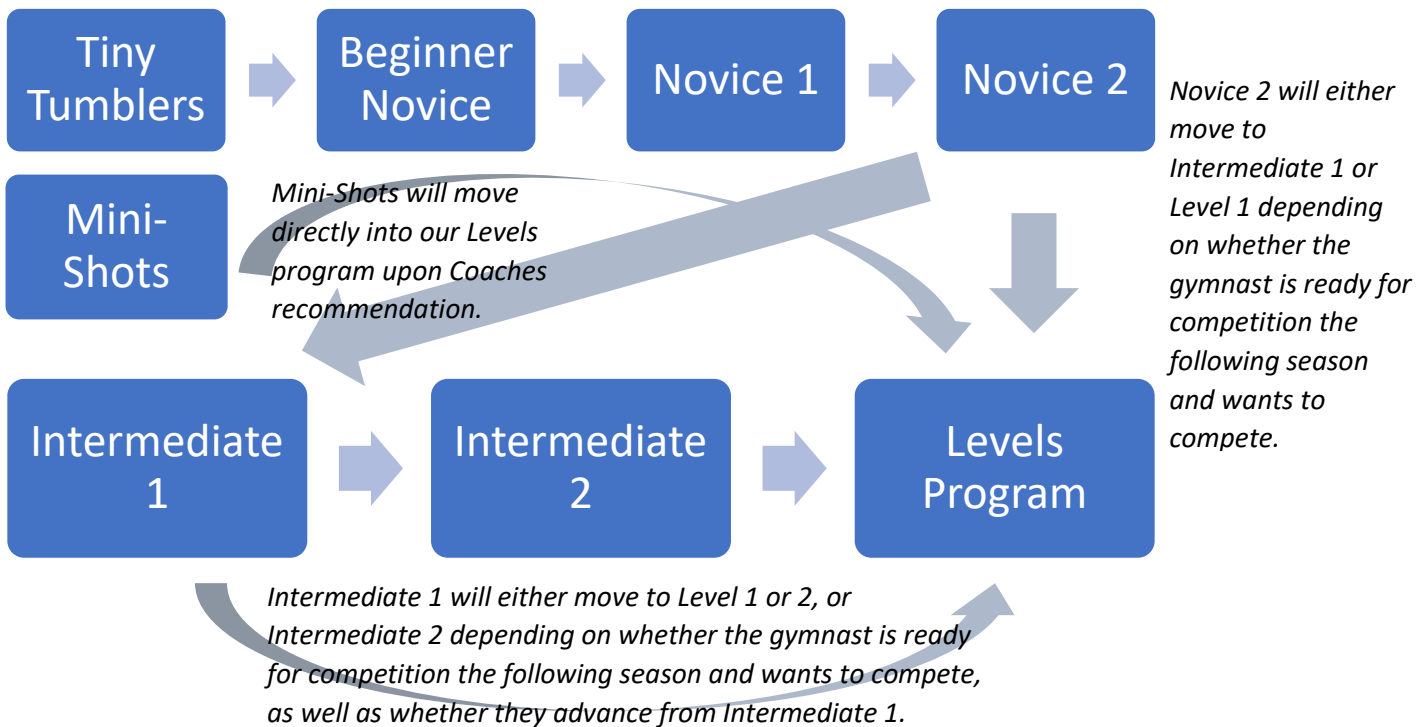 Tiny
Tumblers
Beginner
Novice
Novice 1
Novice 2
Novice 2 will either
move to
Intermediate 1 or
Level 1 depending
on whether the
gymnast is ready for
competition the
following season
and wants to
compete.
Mini-
Shots
Mini-Shots will move
directly into our Levels
program upon Coaches
recommendation.
Intermediate
1
Intermediate
2
Levels
Program
Intermediate 1 will either move to Level 1 or 2, or
Intermediate 2 depending on whether the gymnast is ready
for competition the following season and wants to compete,
as well as whether they advance from Intermediate 1.